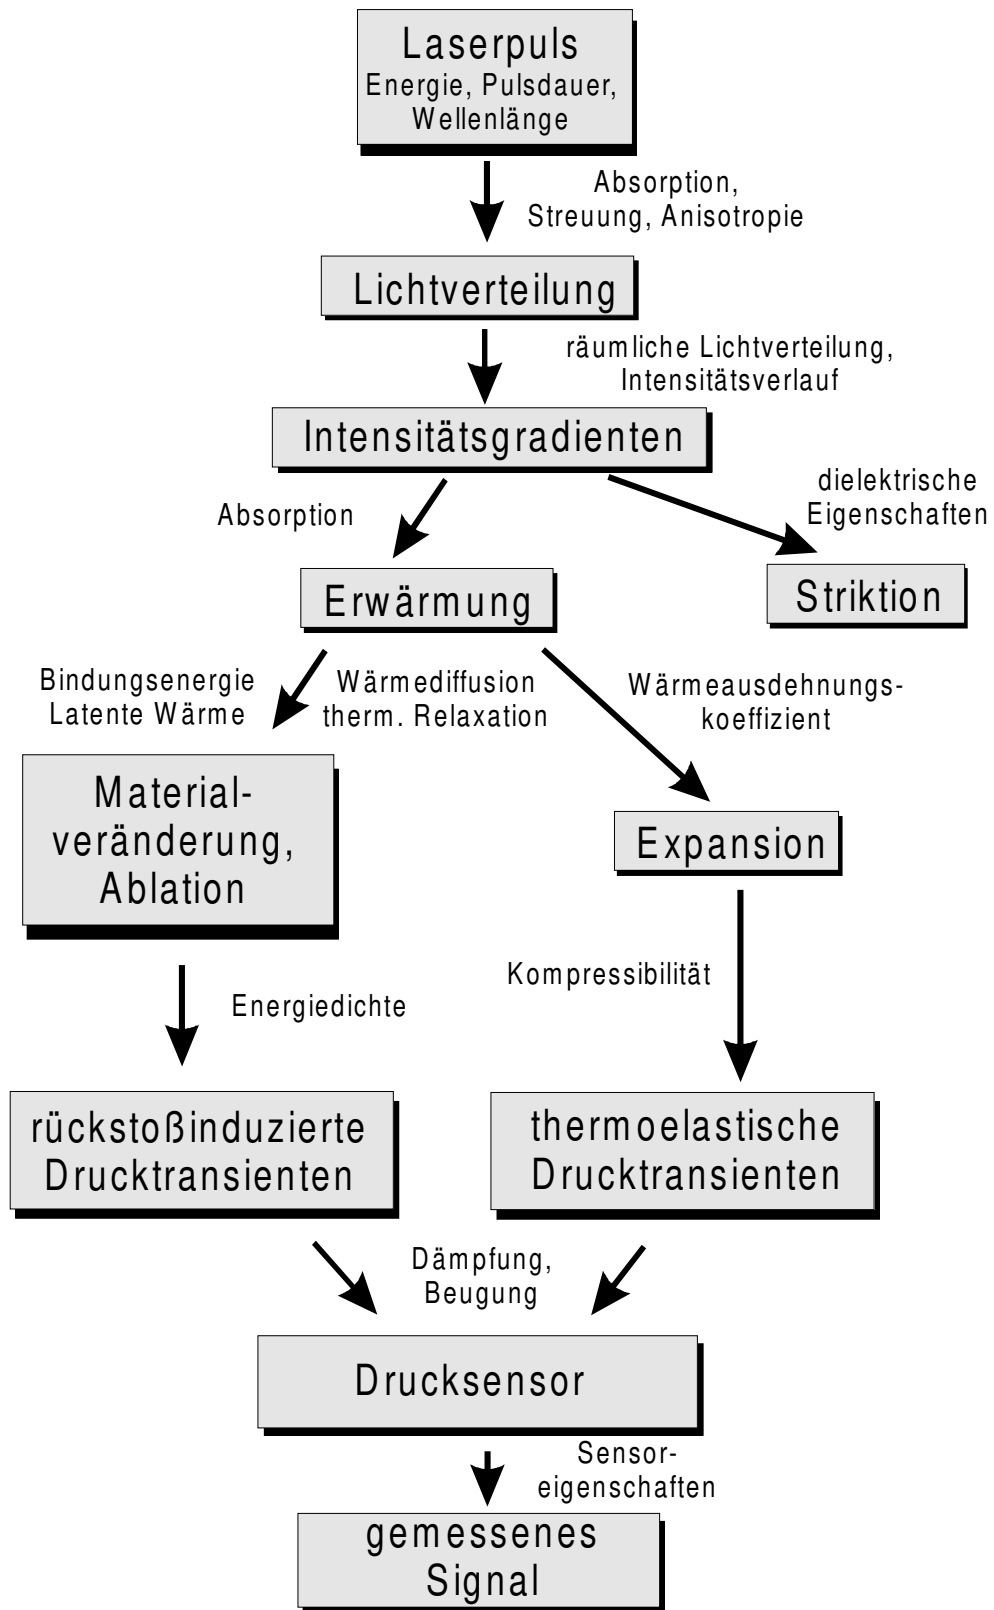 Laserpuls
Energie, Pulsdauer,
Wellenlänge
Absorption,
Streuung, Anisotropie
Lichtverteilung
räumliche Lichtverteilung,
Intensitätsverlauf
Intensitätsgradienten
Absorption
dielektrische
Eigenschaften
Erwärmung
Striktion
Bindungsenergie
Latente Wärme
Wärmediffusion
therm. Relaxation
Wärmeausdehnungs-
koeffizient
Material-
veränderung,
Ablation
Expansion
Energiedichte
Kompressibilität
rückstoßinduzierte
Drucktransienten
thermoelastische
Drucktransienten
Dämpfung,
Beugung
Drucksensor
Sensor-
eigenschaften
gemessenes
Signal